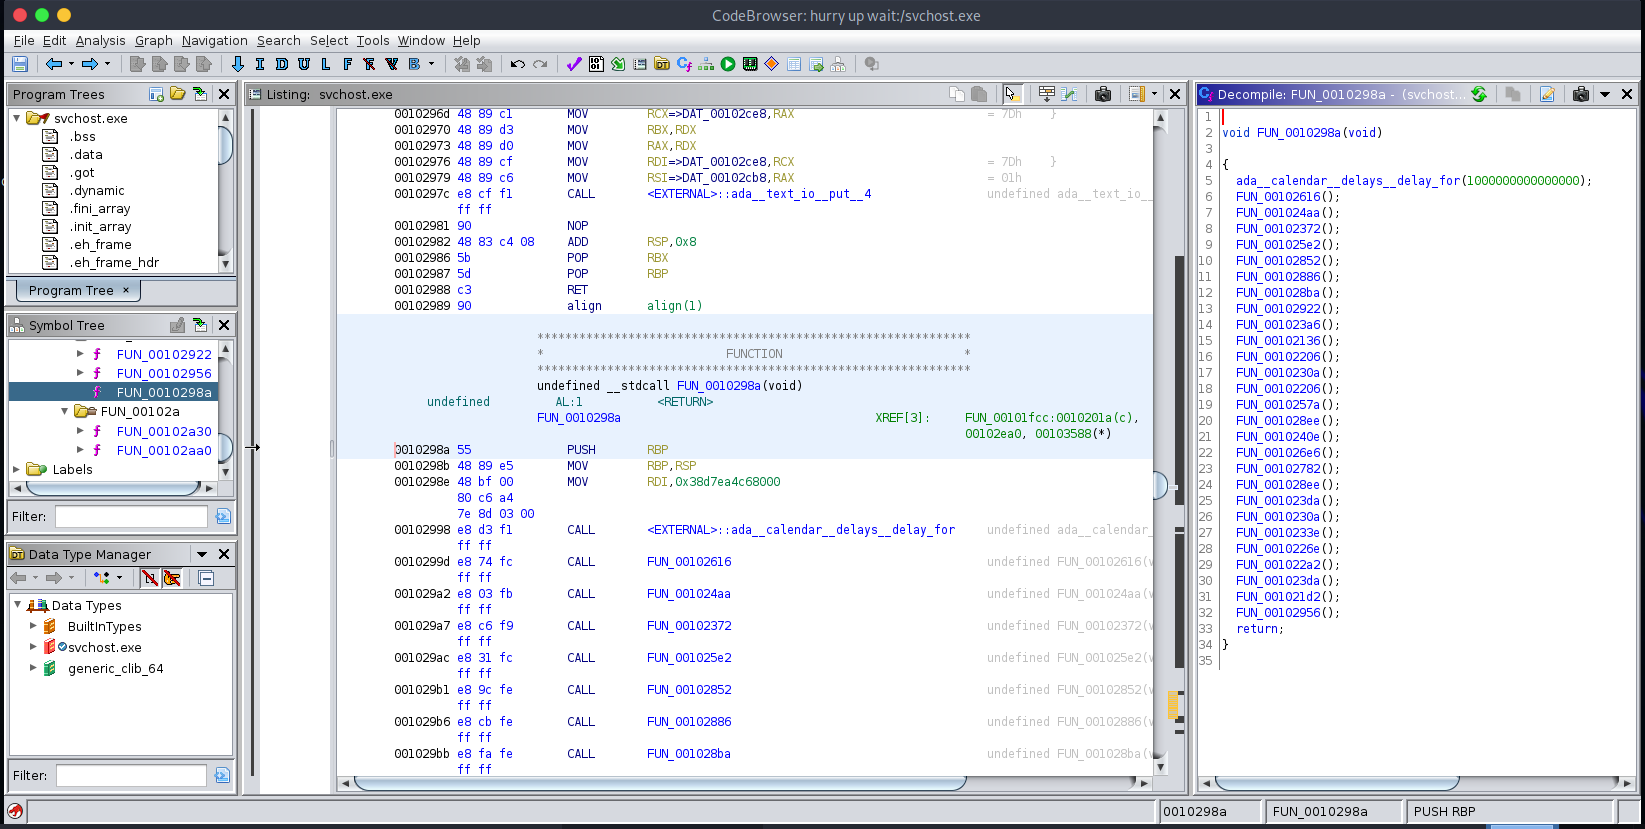 CodeBrowser: hurry up wait:/svchost.exe
File Edit Analysis Graph Navigation Search Select Tools Window Help
I D U L F B
Program Trees
svchost.exe
.bss
.data
.got
.dynamic
.fini_array
.init_array
.eh_frame
.eh_frame_hdr
Program Tree ×
Symbol Tree
f FUN_00102922
f FUN_00102956
f FUN_0010298a
FUN_00102a
f FUN_00102a30
f FUN_00102aa0
Labels
Filter:
Data Type Manager
Data Types
BuiltInTypes
svchost.exe
generic_clib_64
Filter:
Listing: svchost.exe
0010296d 48 89 c1 MOV RCX=>DAT_00102ce8,RAX = 7Dh }
00102970 48 89 d3 MOV RBX,RDX
00102973 48 89 d0 MOV RAX,RDX
00102976 48 89 cf MOV RDI=>DAT_00102ce8,RCX = 7Dh }
00102979 48 89 c6 MOV RSI=>DAT_00102cb8,RAX = 01h
0010297c e8 cf f1 CALL <EXTERNAL>::ada__text_io__put__4 undefined ada__text_io_
ff ff
00102981 90 NOP
00102982 48 83 c4 08 ADD RSP,0x8
00102986 5b POP RBX
00102987 5d POP RBP
00102988 c3 RET
00102989 90 align align(1)
*************************************************************
* FUNCTION *
*************************************************************
undefined __stdcall FUN_0010298a(void)
undefined AL:1 <RETURN>
FUN_0010298a XREF[3]: FUN_00101fcc:0010201a(c),
00102ea0, 00103588(*)
0010298a 55 PUSH RBP
0010298b 48 89 e5 MOV RBP,RSP
0010298e 48 bf 00 MOV RDI,0x38d7ea4c68000
80 c6 a4
7e 8d 03 00
00102998 e8 d3 f1 CALL <EXTERNAL>::ada__calendar__delays__delay_for undefined ada__calendar_
ff ff
0010299d e8 74 fc CALL FUN_00102616 undefined FUN_00102616(v
ff ff
001029a2 e8 03 fb CALL FUN_001024aa undefined FUN_001024aa(v
ff ff
001029a7 e8 c6 f9 CALL FUN_00102372 undefined FUN_00102372(v
ff ff
001029ac e8 31 fc CALL FUN_001025e2 undefined FUN_001025e2(v
ff ff
001029b1 e8 9c fe CALL FUN_00102852 undefined FUN_00102852(v
ff ff
001029b6 e8 cb fe CALL FUN_00102886 undefined FUN_00102886(v
ff ff
001029bb e8 fa fe CALL FUN_001028ba undefined FUN_001028ba(v
ff ff
Decompile: FUN_0010298a - (svchost...
1
2 void FUN_0010298a(void)
3
4 {
5 ada__calendar__delays__delay_for(1000000000000000);
6 FUN_00102616();
7 FUN_001024aa();
8 FUN_00102372();
9 FUN_001025e2();
10 FUN_00102852();
11 FUN_00102886();
12 FUN_001028ba();
13 FUN_00102922();
14 FUN_001023a6();
15 FUN_00102136();
16 FUN_00102206();
17 FUN_0010230a();
18 FUN_00102206();
19 FUN_0010257a();
20 FUN_001028ee();
21 FUN_0010240e();
22 FUN_001026e6();
23 FUN_00102782();
24 FUN_001028ee();
25 FUN_001023da();
26 FUN_0010230a();
27 FUN_0010233e();
28 FUN_0010226e();
29 FUN_001022a2();
30 FUN_001023da();
31 FUN_001021d2();
32 FUN_00102956();
33 return;
34 }
35
0010298a FUN_0010298a PUSH RBP